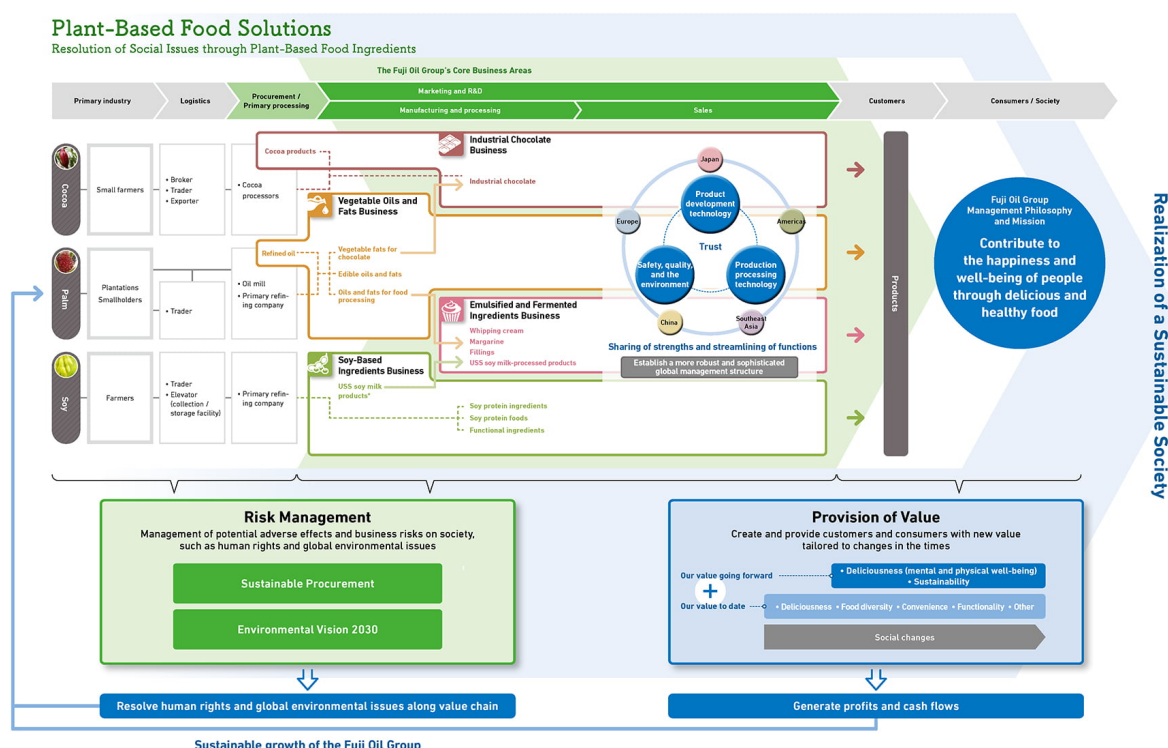 Plant-Based Food Solutions
Resolution of Social Issues through Plant-Based Food Ingredients
The Fuji Oil Group's Core Business Areas
Primary industry
Logistics
Procurement /
Primary processing
Marketing and R&D
Manufacturing and processing
Sales
Customers
Consumers / Society
Cocoa
Small farmers
• Broker
• Trader
• Exporter
• Cocoa
processors
Cocoa products
Industrial Chocolate
Business
Industrial chocolate
Palm
Plantations
Smallholders
• Trader
• Oil mill
• Primary refin-
ing company
Refined oil
Vegetable Oils and
Fats Business
Vegetable fats for
chocolate
Edible oils and fats
Oils and fats for food
processing
Emulsified and Fermented
Ingredients Business
Whipping cream
Margarine
Fillings
USS soy milk-processed products
Soy
Farmers
• Trader
• Elevator
(collection /
storage facility)
• Primary refin-
ing company
Soy-Based
Ingredients Business
USS soy milk
products*
Soy protein ingredients
Soy protein foods
Functional ingredients
Japan
Europe
Americas
China
Southeast
Asia
Product
development
technology
Trust
Safety, quality,
and the
environment
Production
processing
technology
Sharing of strengths and streamlining of functions
Establish a more robust and sophisticated
global management structure
Products
Fuji Oil Group
Management Philosophy
and Mission
Contribute to
the happiness and
well-being of people
through delicious and
healthy food
Realization of a Sustainable Society
Risk Management
Management of potential adverse effects and business risks on society,
such as human rights and global environmental issues
Sustainable Procurement
Environmental Vision 2030
Provision of Value
Create and provide customers and consumers with new value
tailored to changes in the times
Our value going forward
• Deliciousness (mental and physical well-being)
• Sustainability
+
Our value to date
• Deliciousness • Food diversity • Convenience • Functionality • Other
Social changes
Resolve human rights and global environmental issues along value chain
Generate profits and cash flows
Sustainable growth of the Fuji Oil Group